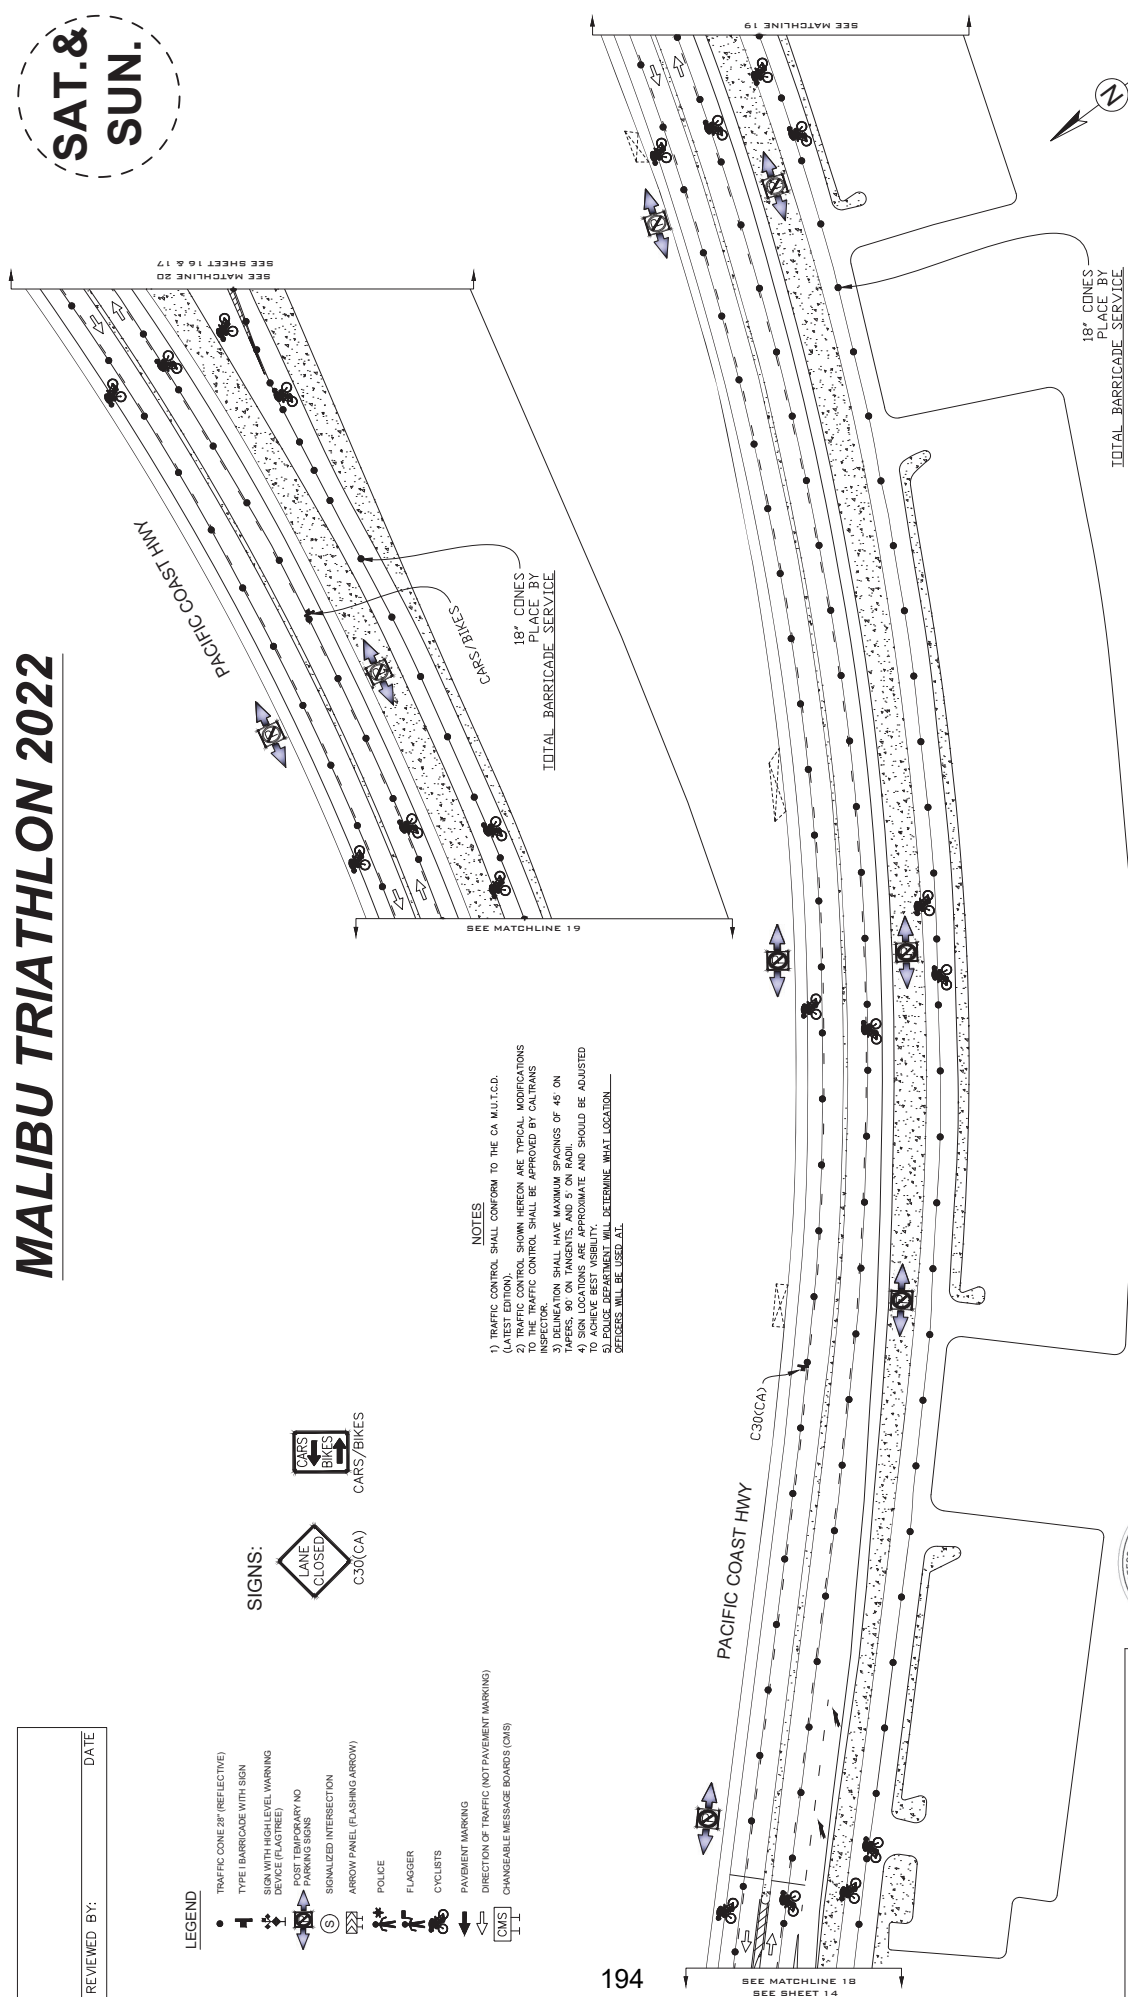 MALIBU TRIATHLON 2022
SAT.&
SUN.
REVIEWED BY:
DATE
LEGEND
TRAFFIC CONE 28" (REFLECTIVE)
TYPE I BARRICADE WITH SIGN
SIGN WITH HIGH LEVEL WARNING
DEVICE (FLAGTREE)
POST TEMPORARY NO
PARKING SIGNS
S
SIGNALIZED INTERSECTION
ARROW PANEL (FLASHING ARROW)
POLICE
FLAGGER
CYCLISTS
PAVEMENT MARKING
DIRECTION OF TRAFFIC (NOT PAVEMENT MARKING)
CMS
CHANGEABLE MESSAGE BOARDS (CMS)
SIGNS:
LANE
CLOSED
C30(CA)
CARS
BIKES
CARS/BIKES
NOTES
1) TRAFFIC CONTROL SHALL CONFORM TO THE CA M.U.T.C.D.
(LATEST EDITION).
2) TRAFFIC CONTROL SHOWN HEREON ARE TYPICAL. MODIFICATIONS
TO THE TRAFFIC CONTROL SHALL BE APPROVED BY CALTRANS
INSPECTOR.
3) DELINEATION SHALL HAVE MAXIMUM SPACINGS OF 45' ON
TAPERS, 90' ON TANGENTS, AND 5' ON RADII.
4) SIGN LOCATIONS ARE APPROXIMATE AND SHOULD BE ADJUSTED
TO ACHIEVE BEST VISIBILITY.
5) POLICE DEPARTMENT WILL DETERMINE WHAT LOCATION
OFFICERS WILL BE USED AT.
PACIFIC COAST HWY
SEE MATCHLINE 19
SEE MATCHLINE 20
SEE SHEET 16 & 17
CARS/BIKES
18" CONES
PLACE BY
TOTAL BARRICADE SERVICE
PACIFIC COAST HWY
C30(CA)
SEE MATCHLINE 18
SEE SHEET 14
SEE MATCHLINE 19
18" CONES
PLACE BY
TOTAL BARRICADE SERVICE
N
194